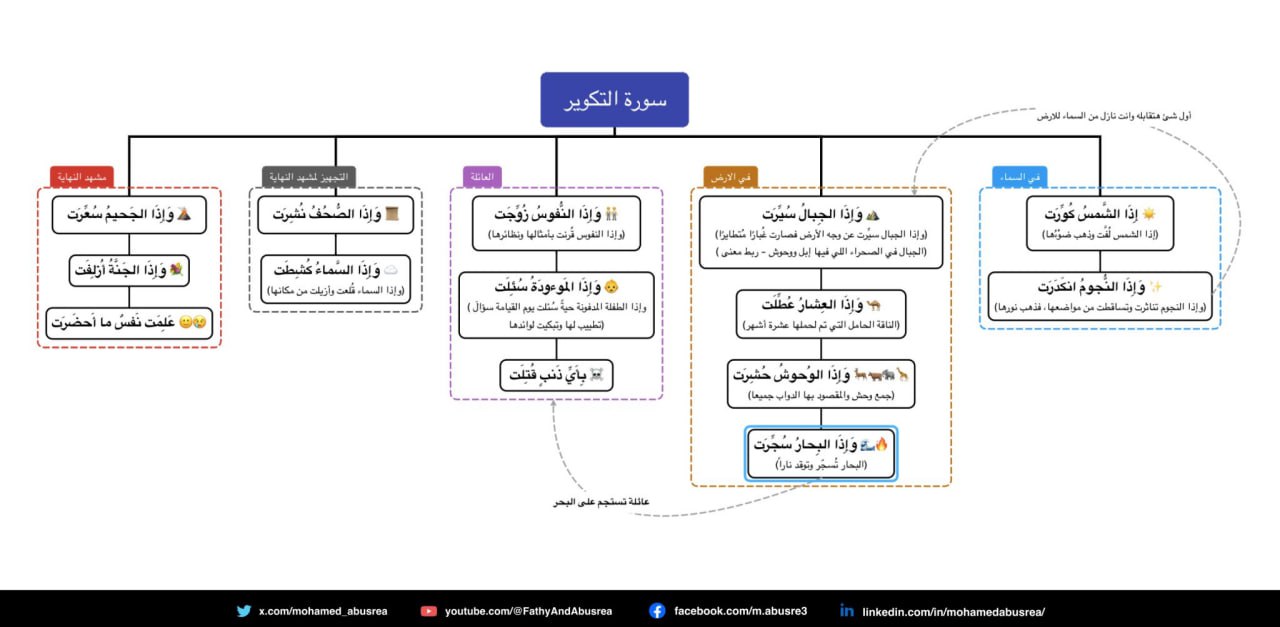 سورة التكوير
أول شئ هتقابله وانت نازل من السماء للارض
في السماء
☀️ إِذَا الشَّمسُ كُوِّرَت
(إذا الشمس لُفَّت وذهب ضَوْءُها)
✨ وَإِذَا النُّجومُ انكَدَرَت
(وإذا النجوم تناثرت وتساقطت من مواضعها، فذهب نورها)
في الارض
⛰️ وَإِذَا الجِبالُ سُيِّرَت
(وإذا الجبال سيِّرت عن وجه الأرض فصارت غُبارًا مُتطايرًا)
(الجبال في الصحراء اللي فيها إبل ووحوش - ربط معنى )
🐪 وَإِذَا العِشارُ عُطِّلَت
(الناقة الحامل التي تم لحملها عشرة أشهر)
🦒🐘🐂🐅 وَإِذَا الوُحوشُ حُشِرَت
(جمع وحش والمقصود بها الدواب جميعا)
🔥🌊 وَإِذَا البِحارُ سُجِّرَت
(البحار تُسجّر وتوقد ناراً)
العائلة
👬 وَإِذَا النُّفوسُ زُوِّجَت
(وإذا النفوس قُرنت بأمثالها ونظائرها)
👶 وَإِذَا المَوءودَةُ سُئِلَت
وإذا الطفلة المدفونة حيةً سُئلت يوم القيامة سؤالَ )
(تطييب لها وتبكيت لوائدها
☠️ بِأَيِّ ذَنبٍ قُتِلَت
عائلة تستجم على البحر
التجهيز لمشهد النهاية
📜 وَإِذَا الصُّحُفُ نُشِرَت
☁️ وَإِذَا السَّماءُ كُشِطَت
(وإذا السماء قُلعت وأزيلت من مكانها)
مشهد النهاية
🌋 وَإِذَا الجَحيمُ سُعِّرَت
💐 وَإِذَا الجَنَّةُ أُزلِفَت
😢😀 عَلِمَت نَفسٌ ما أَحضَرَت
x.com/mohamed_abusrea
youtube.com/@FathyAndAbusrea
facebook.com/m.abusre3
linkedin.com/in/mohamedabusrea/